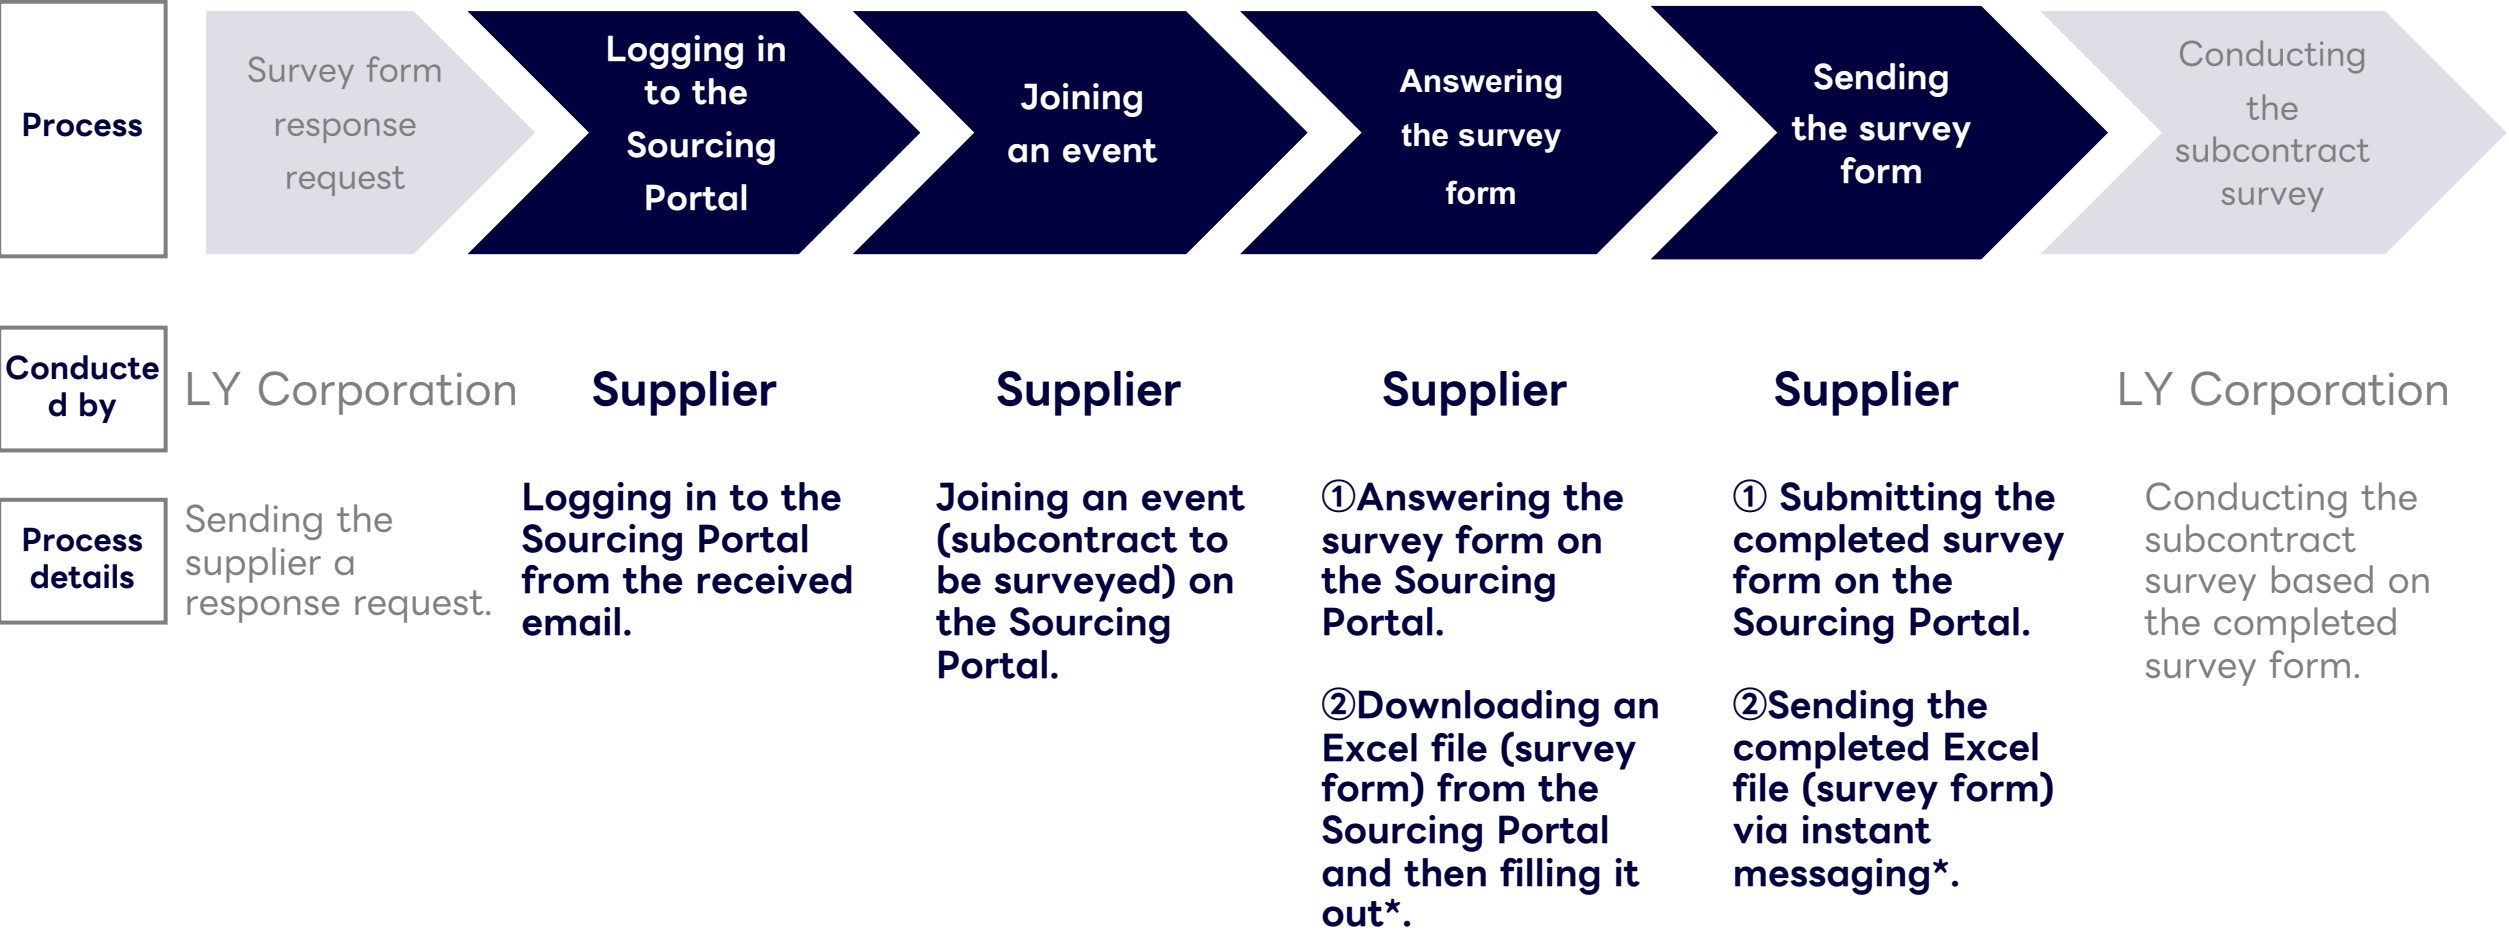 Process
Survey form
response
request
Logging in
to the
Sourcing
Portal
Joining
an event
Answering
the survey
form
Sending
the survey
form
Conducting
the
subcontract
survey
Conducte
d by
LY Corporation
Supplier
Supplier
Supplier
Supplier
LY Corporation
Process
details
Sending the
supplier a
response request.
Logging in to the
Sourcing Portal
from the received
email.
Joining an event
(subcontract to
be surveyed) on
the Sourcing
Portal.
①Answering the
survey form on
the Sourcing
Portal.
②Downloading an
Excel file (survey
form) from the
Sourcing Portal
and then filling it
out*.
① Submitting the
completed survey
form on the
Sourcing Portal.
②Sending the
completed Excel
file (survey form)
via instant
messaging*.
Conducting the
subcontract
survey based on
the completed
survey form.